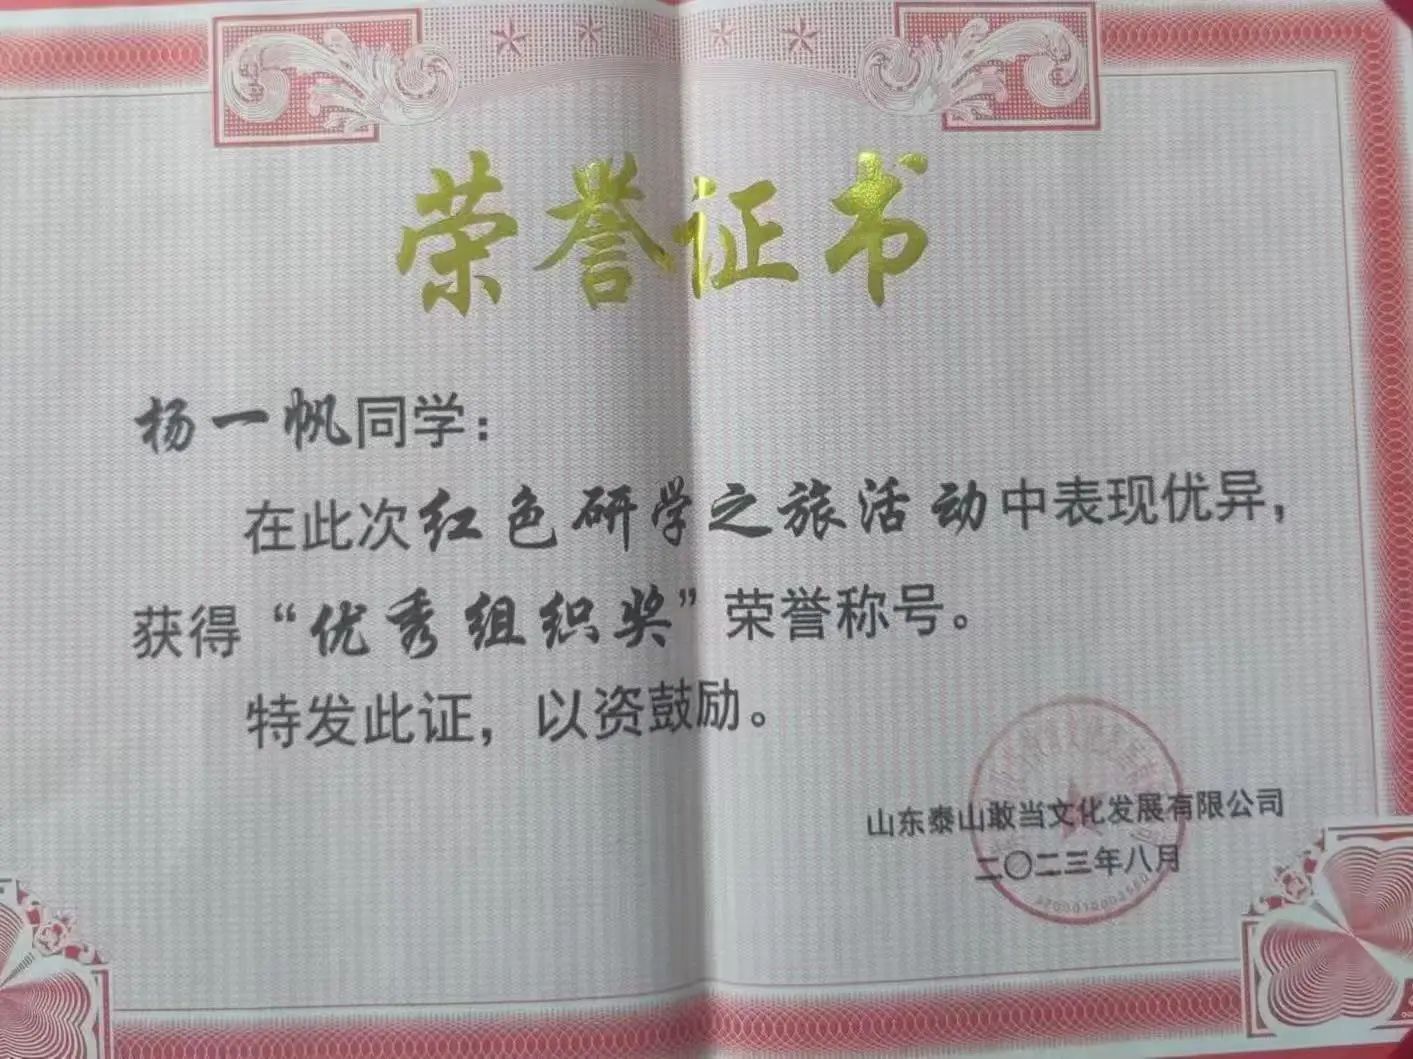 荣誉证书
杨一帆同学：
在此次红色研学之旅活动中表现优异，
获得“优秀组织奖”荣誉称号。
特发此证，以资鼓励。
山东泰山敢当文化发展有限公司
二〇二三年八月